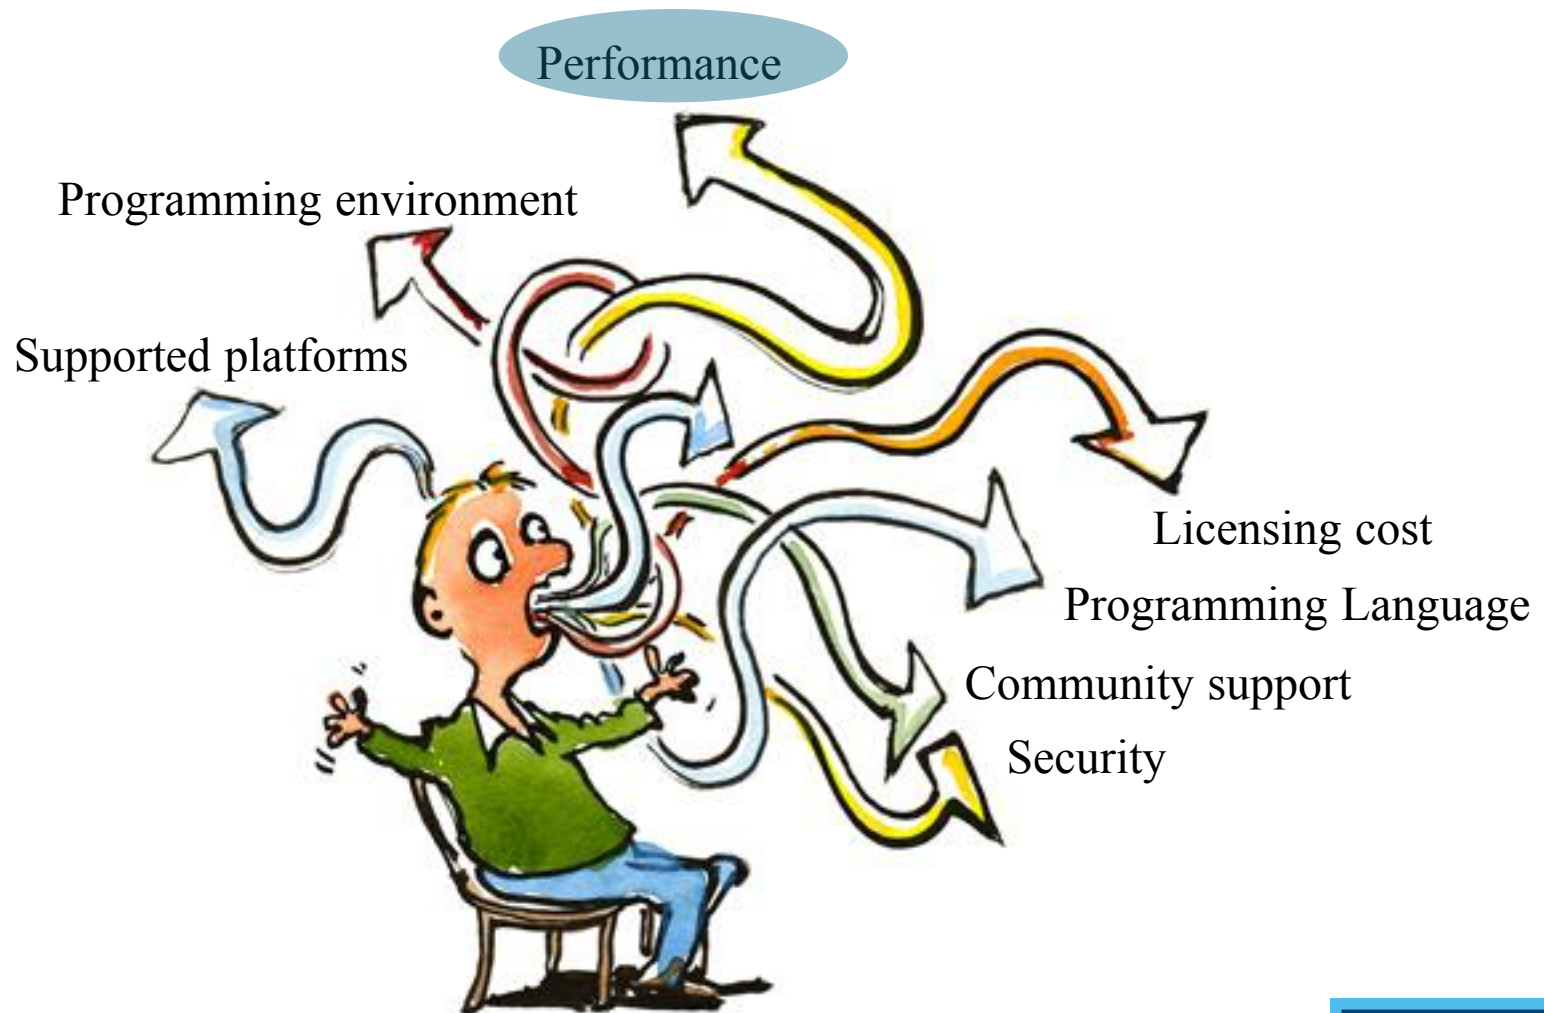 Performance
Programming environment
Supported platforms
Licensing cost
Programming Language
Community support
Security